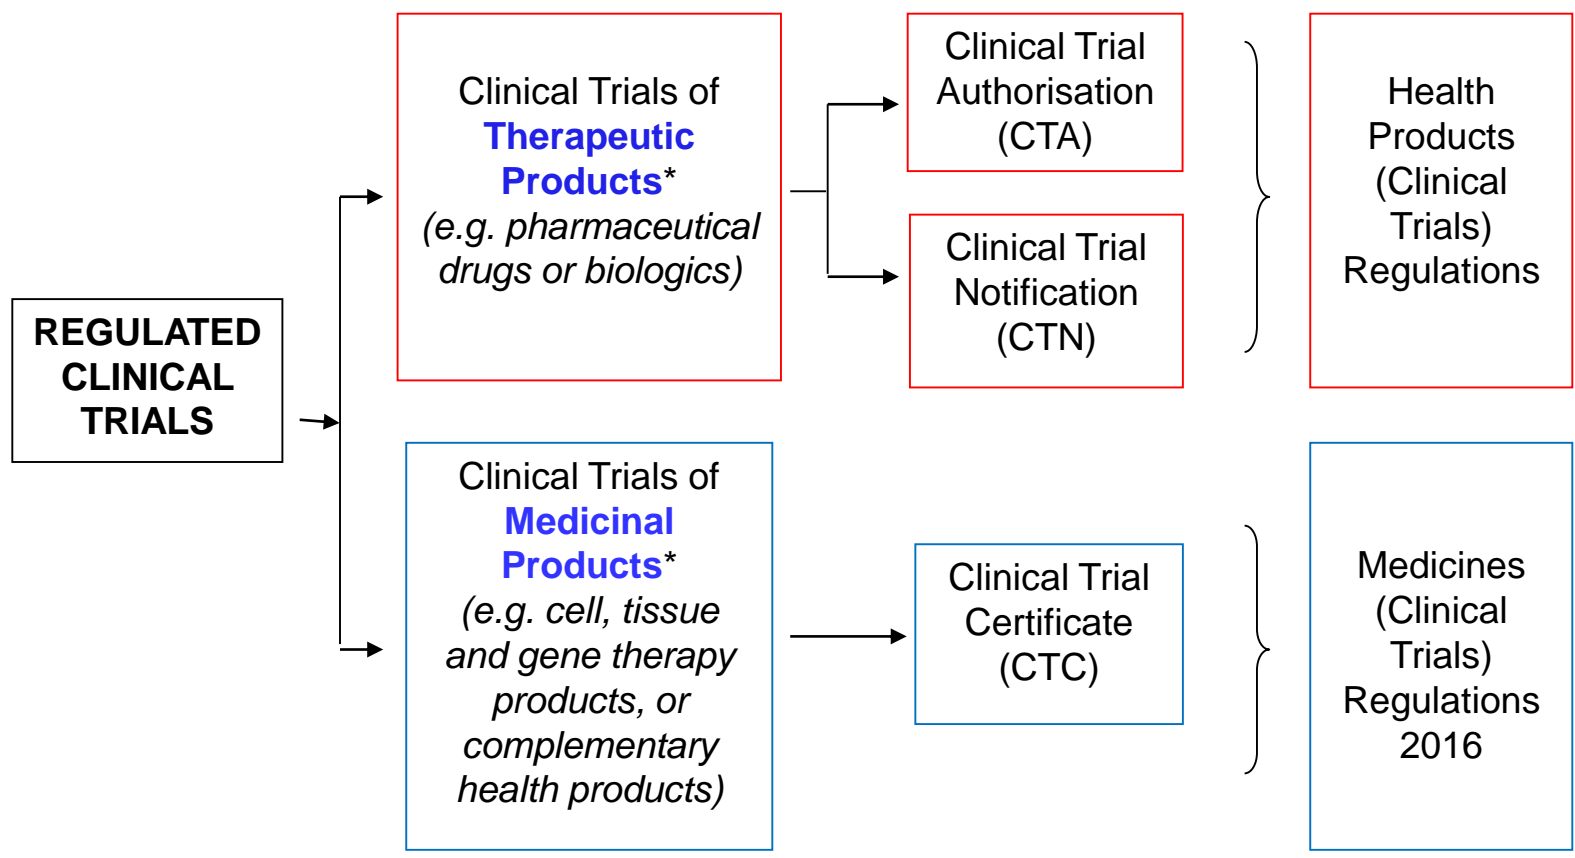 REGULATED
CLINICAL
TRIALS
Clinical Trials of
Therapeutic
Products*
(e.g. pharmaceutical
drugs or biologics)
Clinical Trial
Authorisation
(CTA)
Clinical Trial
Notification
(CTN)
Health
Products
(Clinical
Trials)
Regulations
Clinical Trials of
Medicinal
Products*
(e.g. cell, tissue
and gene therapy
products, or
complementary
health products)
Clinical Trial
Certificate
(CTC)
Medicines
(Clinical
Trials)
Regulations
2016